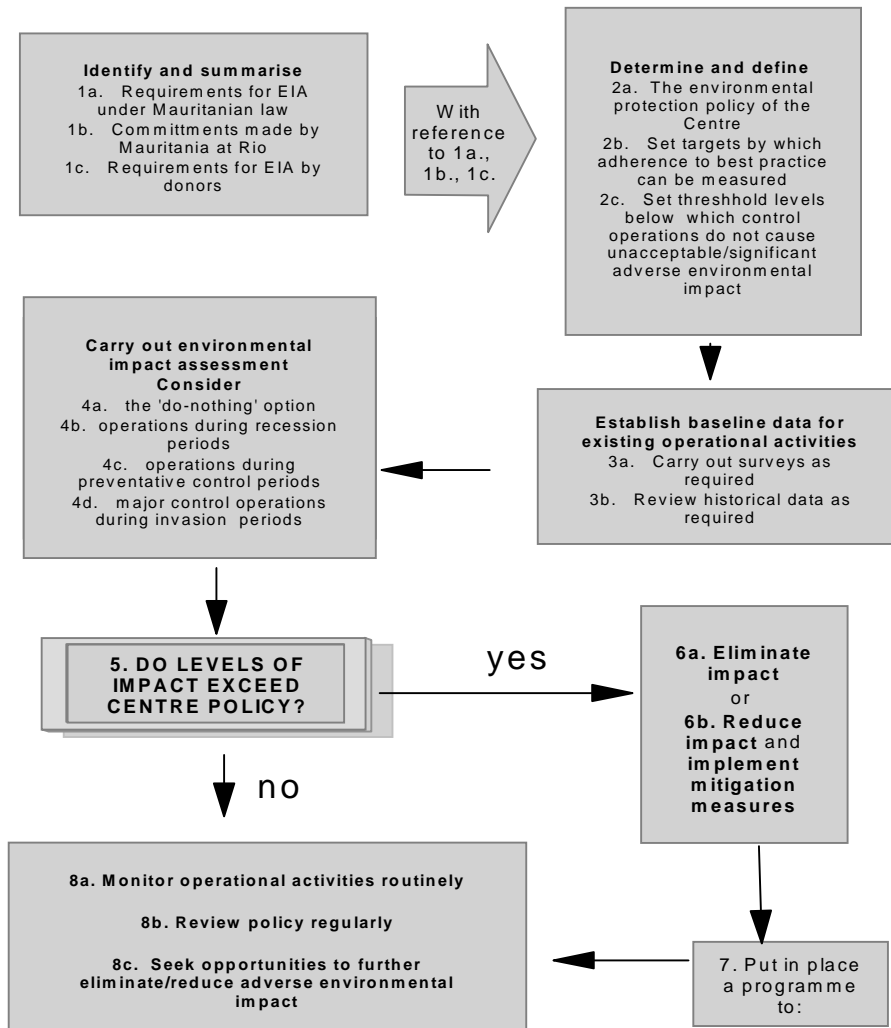 Identify and summarise
1a. Requirements for EIA
under Mauritanian law
1b. Committments made by
Mauritania at Rio
1c. Requirements for EIA by
donors
With
reference
to 1a.,
1b., 1c.
Determine and define
2a. The environmental
protection policy of the
Centre
2b. Set targets by which
adherence to best practice
can be measured
2c. Set threshhold levels
below which control
operations do not cause
unacceptable/significant
adverse environmental
impact
Establish baseline data for
existing operational activities
3a. Carry out surveys as
required
3b. Review historical data as
required
Carry out environmental
impact assessment
Consider
4a. the 'do-nothing' option
4b. operations during recession
periods
4c. operations during
preventative control periods
4d. major control operations
during invasion periods
5. DO LEVELS OF
IMPACT EXCEED
CENTRE POLICY?
yes
6a. Eliminate
impact
or
6b. Reduce
impact and
implement
mitigation
measures
no
7. Put in place
a programme
to:
8a. Monitor operational activities routinely
8b. Review policy regularly
8c. Seek opportunities to further
eliminate/reduce adverse environmental
impact